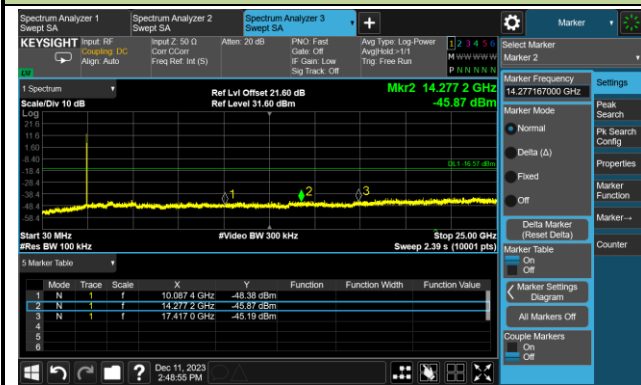 Spectrum Analyzer 1
Swept SA
Spectrum Analyzer 2
Swept SA
Spectrum Analyzer 3
Swept SA
Marker
KEYSIGHT
Input: RF
Coupling: DC
Align: Auto
Input Z: 50 Ω
Corr CCorr
Freq Ref: Int (S)
Atten: 20 dB
PNO: Fast
Gate: Off
IF Gain: Low
Sig Track: Off
Avg Type: Log-Power
Avg|Hold:>1/1
Trig: Free Run
1 2 3 4 5 6
M W W W W W
P N N N N N
Select Marker
Marker 2
1 Spectrum
Scale/Div 10 dB
Log
Ref Lvl Offset 21.60 dB
Ref Level 31.60 dBm
Mkr2 14.277 2 GHz
-45.87 dBm
21.6
11.6
1.60
-8.40
-18.4
-28.4
-38.4
-48.4
-58.4
DL1 -16.57 dBm
1
2
3
Start 30 MHz
#Res BW 100 kHz
#Video BW 300 kHz
Stop 25.00 GHz
Sweep 2.39 s (10001 pts)
5 Marker Table
Mode Trace Scale X Y Function Function Width Function Value
1 N 1 f 10.087 4 GHz -48.38 dBm
2 N 1 f 14.277 2 GHz -45.87 dBm
3 N 1 f 17.417 0 GHz -45.19 dBm
4
5
6
Marker Frequency
14.277167000 GHz
Marker Mode
Normal
Delta (Δ)
Fixed
Off
Delta Marker
(Reset Delta)
Marker Table
On
Off
Marker Settings
Diagram
All Markers Off
Couple Markers
On
Off
Settings
Peak
Search
Pk Search
Config
Properties
Marker
Function
Marker→
Counter
?
Dec 11, 2023
2:48:55 PM